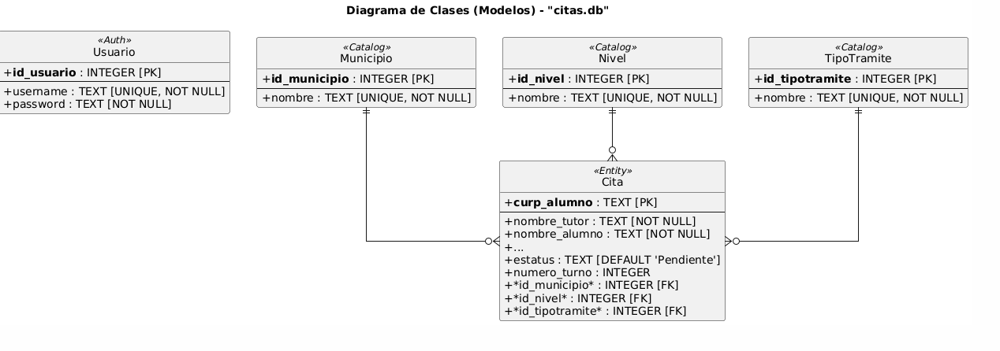 Diagrama de Clases (Modelos) - "citas.db"
«Auth»
Usuario
+id_usuario : INTEGER [PK]
+username : TEXT [UNIQUE, NOT NULL]
+password : TEXT [NOT NULL]
«Catalog»
Municipio
+id_municipio : INTEGER [PK]
+nombre : TEXT [UNIQUE, NOT NULL]
«Catalog»
Nivel
+id_nivel : INTEGER [PK]
+nombre : TEXT [UNIQUE, NOT NULL]
«Catalog»
TipoTramite
+id_tipotramite : INTEGER [PK]
+nombre : TEXT [UNIQUE, NOT NULL]
«Entity»
Cita
+curp_alumno : TEXT [PK]
+nombre_tutor : TEXT [NOT NULL]
+nombre_alumno : TEXT [NOT NULL]
+...
+estatus : TEXT [DEFAULT 'Pendiente']
+numero_turno : INTEGER
+*id_municipio* : INTEGER [FK]
+*id_nivel* : INTEGER [FK]
+*id_tipotramite* : INTEGER [FK]